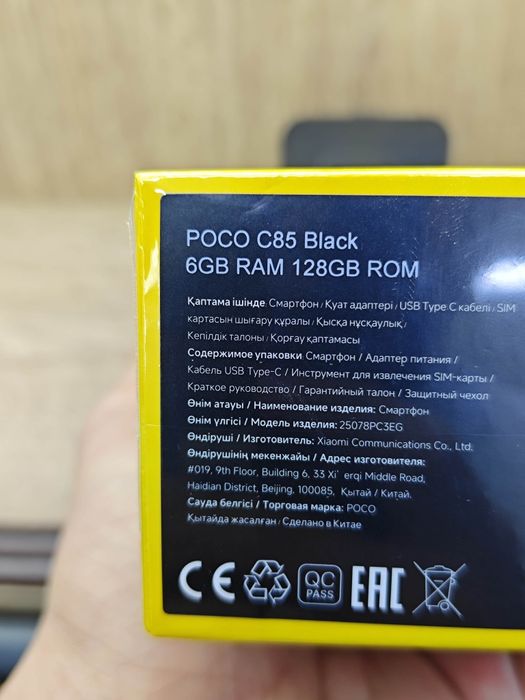 POCO C85 Black
6GB RAM 128GB ROM
Қаптама ішінде: Смартфон / Қуат адаптері / USB Type C кабелі / SIM
картасын шығару құралы / Қысқа нұсқаулық /
Кепілдік талоны / Қорғау қаптамасы
Содержимое упаковки: Смартфон / Адаптер питания /
Кабель USB Type-C / Инструмент для извлечения SIM-карты /
Краткое руководство / Гарантийный талон / Защитный чехол
Өнім атауы / Наименование изделия: Смартфон
Өнім үлгісі / Модель изделия: 25078PC3EG
Өндіруші / Изготовитель: Xiaomi Communications Co., Ltd.
Өндірушінің мекенжайы / Адрес изготовителя:
#019, 9th Floor, Building 6, 33 Xi' erqi Middle Road,
Haidian District, Beijing, 100085, Қытай / Китай.
Сауда белгісі / Торговая марка: POCO
Қытайда жасалған / Сделано в Китае
CE QC PASS EAC